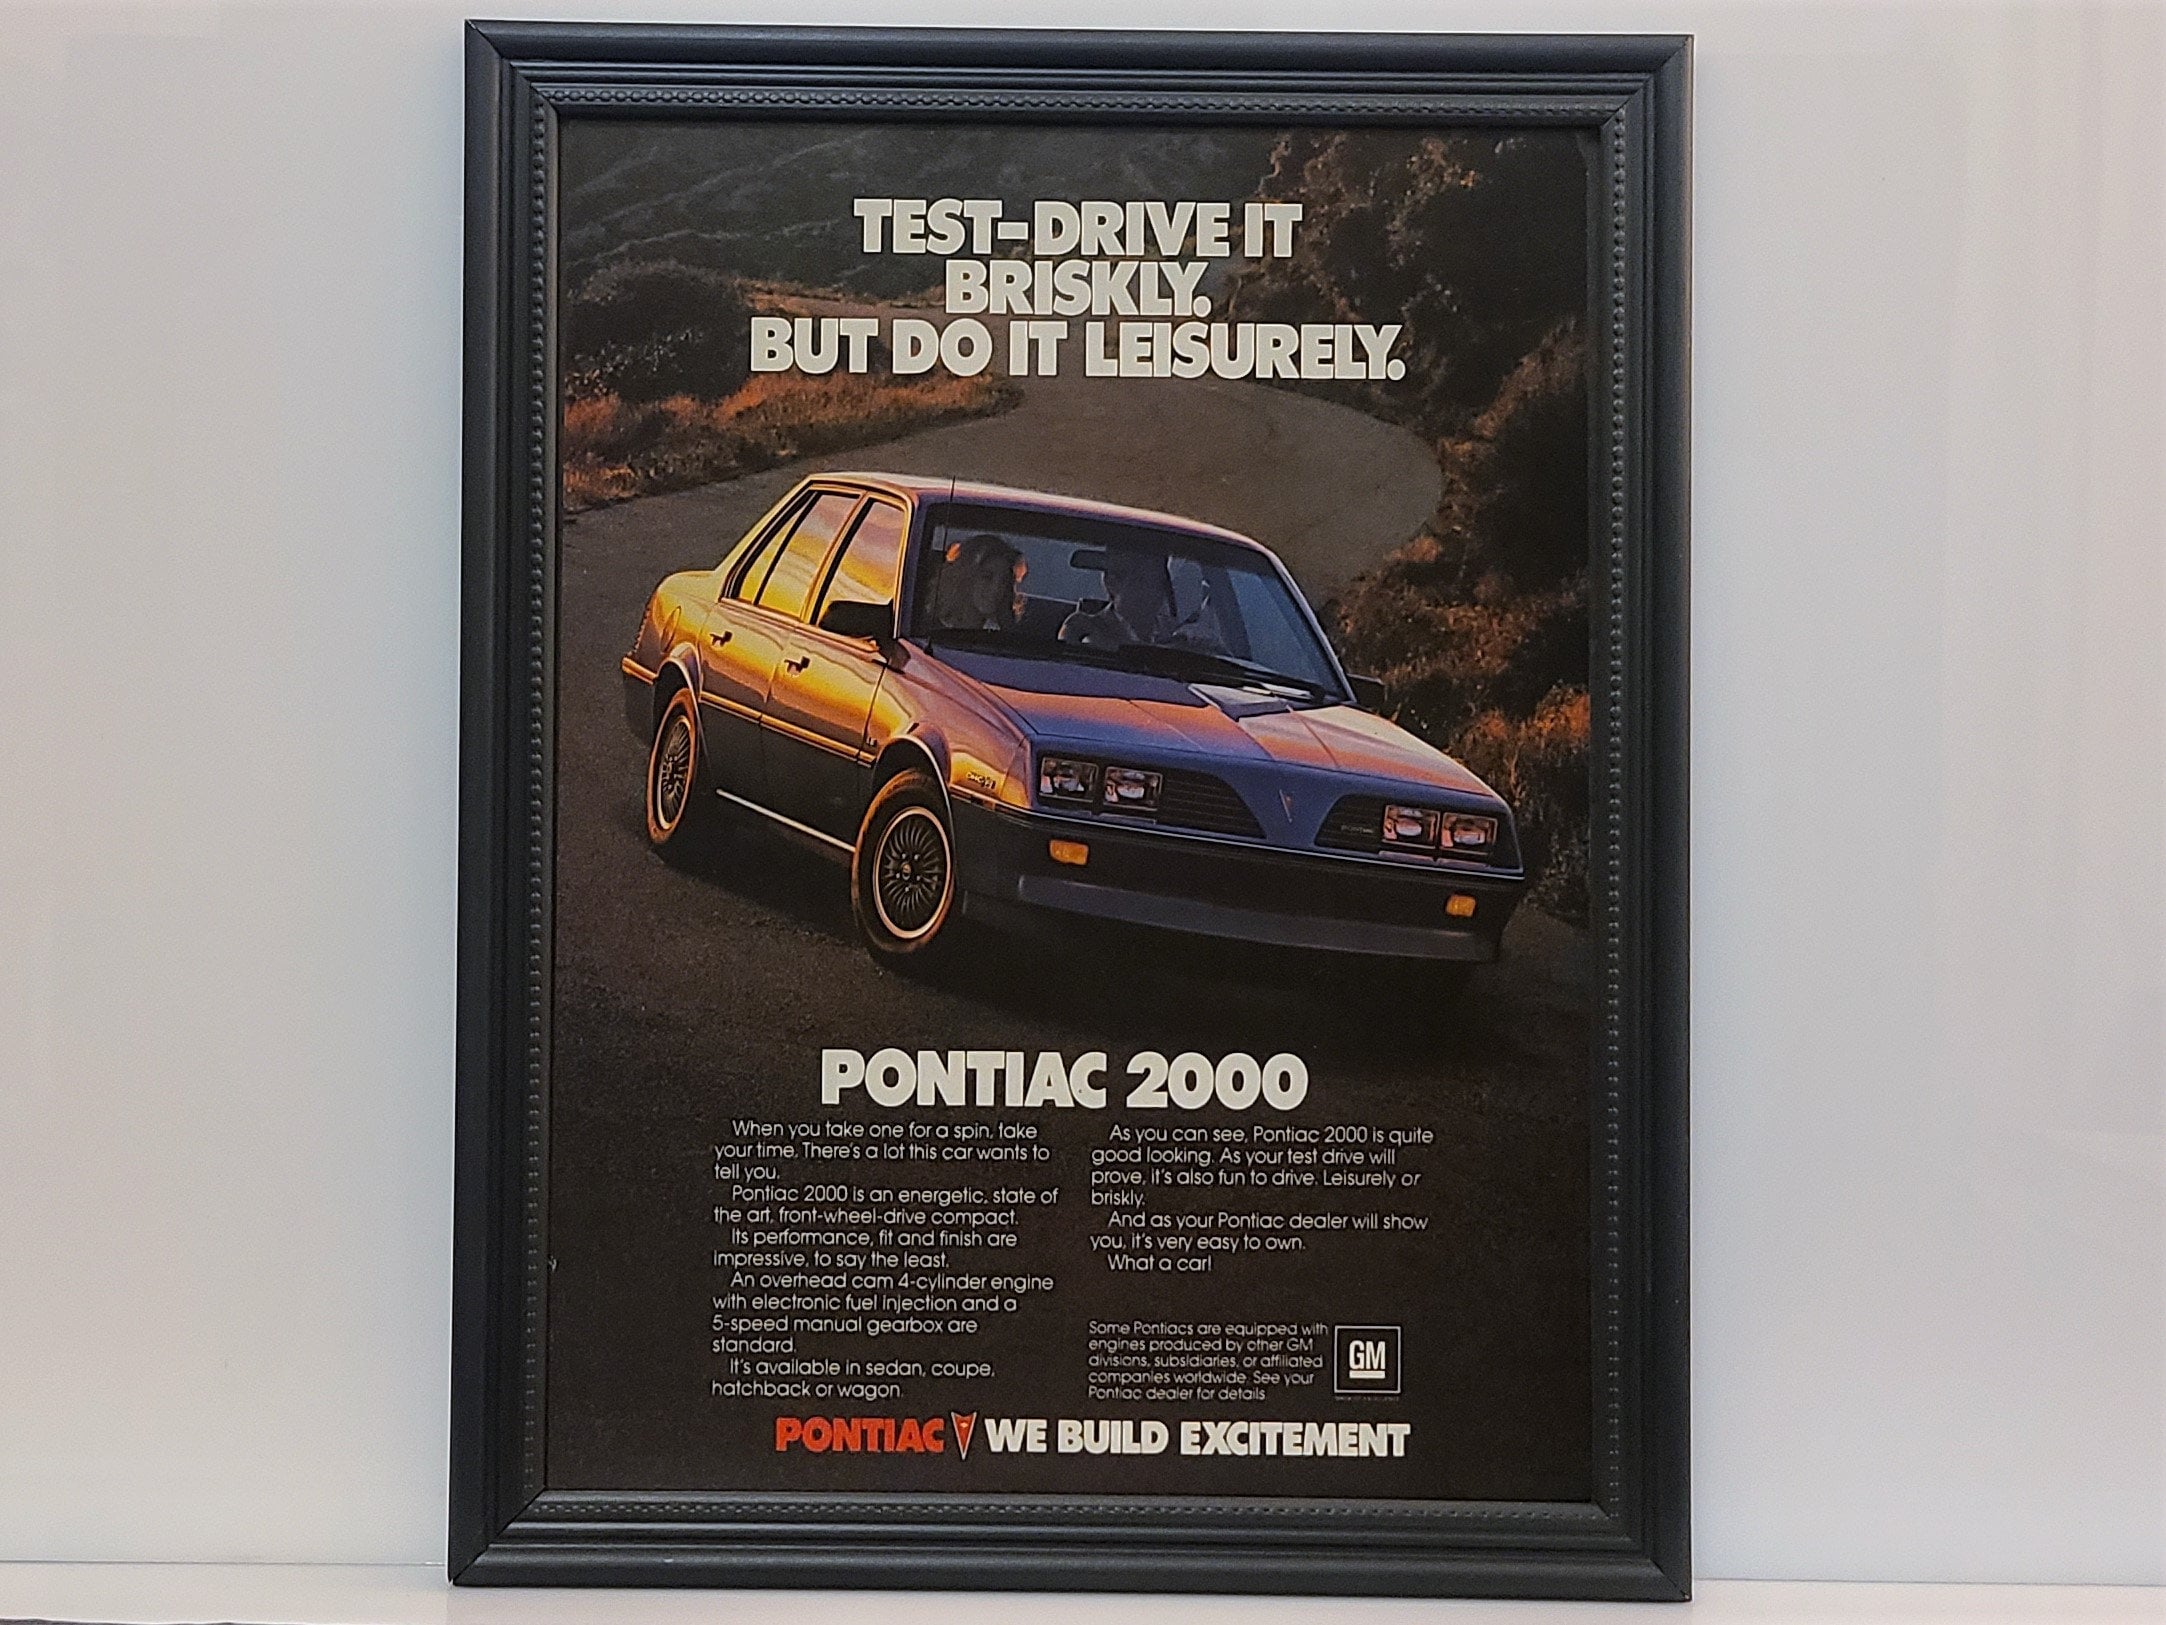 TEST-DRIVE IT
BRISKLY.
BUT DO IT LEISURELY.
PONTIAC
PONTIAC 2000
When you take one for a spin, take
your time. There's a lot this car wants to
tell you.
Pontiac 2000 is an energetic, state of
the art, front-wheel-drive compact.
Its performance, fit and finish are
impressive, to say the least.
An overhead cam 4-cylinder engine
with electronic fuel injection and a
5-speed manual gearbox are
standard.
It's available in sedan, coupe,
hatchback or wagon.
As you can see, Pontiac 2000 is quite
good looking. As your test drive will
prove, it's also fun to drive. Leisurely or
briskly.
And as your Pontiac dealer will show
you, it's very easy to own.
What a car!
Some Pontiacs are equipped with
engines produced by other GM
divisions, subsidiaries, or affiliated
companies worldwide. See your
Pontiac dealer for details
GM
PONTIAC WE BUILD EXCITEMENT